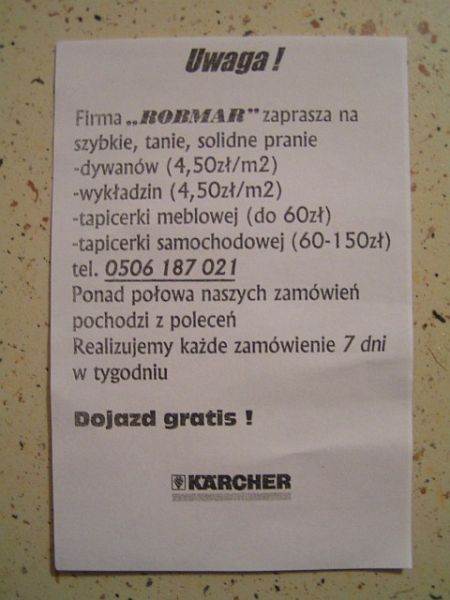 Uwaga !
Firma „ROBMAR” zaprasza na
szybkie, tanie, solidne pranie
-dywanów (4,50zł/m2)
-wykładzin (4,50zł/m2)
-tapicerki meblowej (do 60zł)
-tapicerki samochodowej (60-150zł)
tel. 0506 187 021
Ponad połowa naszych zamówień
pochodzi z poleceń
Realizujemy każde zamówienie 7 dni
w tygodniu
Dojazd gratis !
KÄRCHER